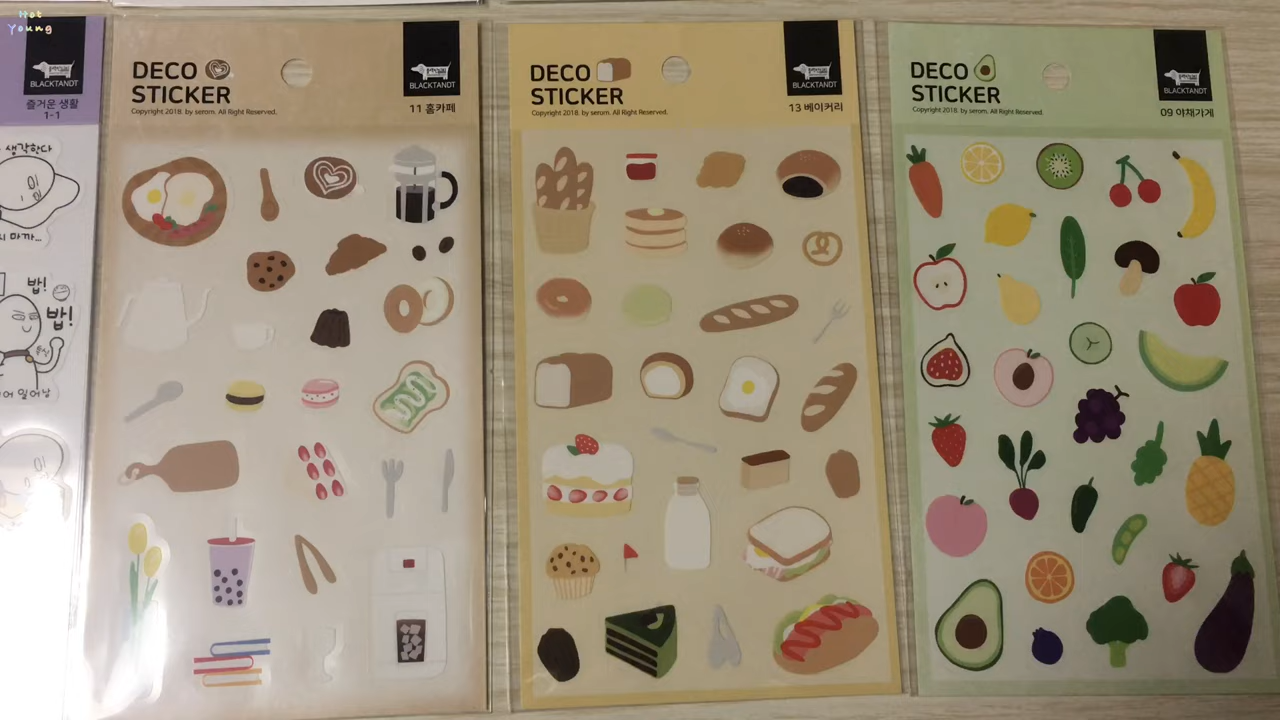 Hot
Young
BLACKTANDT
즐거운 생활
1-1
생각한다
밥!
밥!
DECO
STICKER
Copyright 2018. by serom. All Right Reserved.
BLACKTANDT
11 홈카페
DECO
STICKER
Copyright 2018. by serom. All Right Reserved.
BLACKTANDT
13 베이커리
DECO
STICKER
Copyright 2018. by serom. All Right Reserved.
BLACKTANDT
09 야채가게